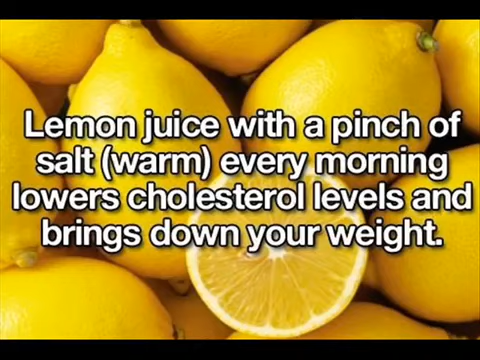 Lemon juice with a pinch of
salt (warm) every morning
lowers cholesterol levels and
brings down your weight.